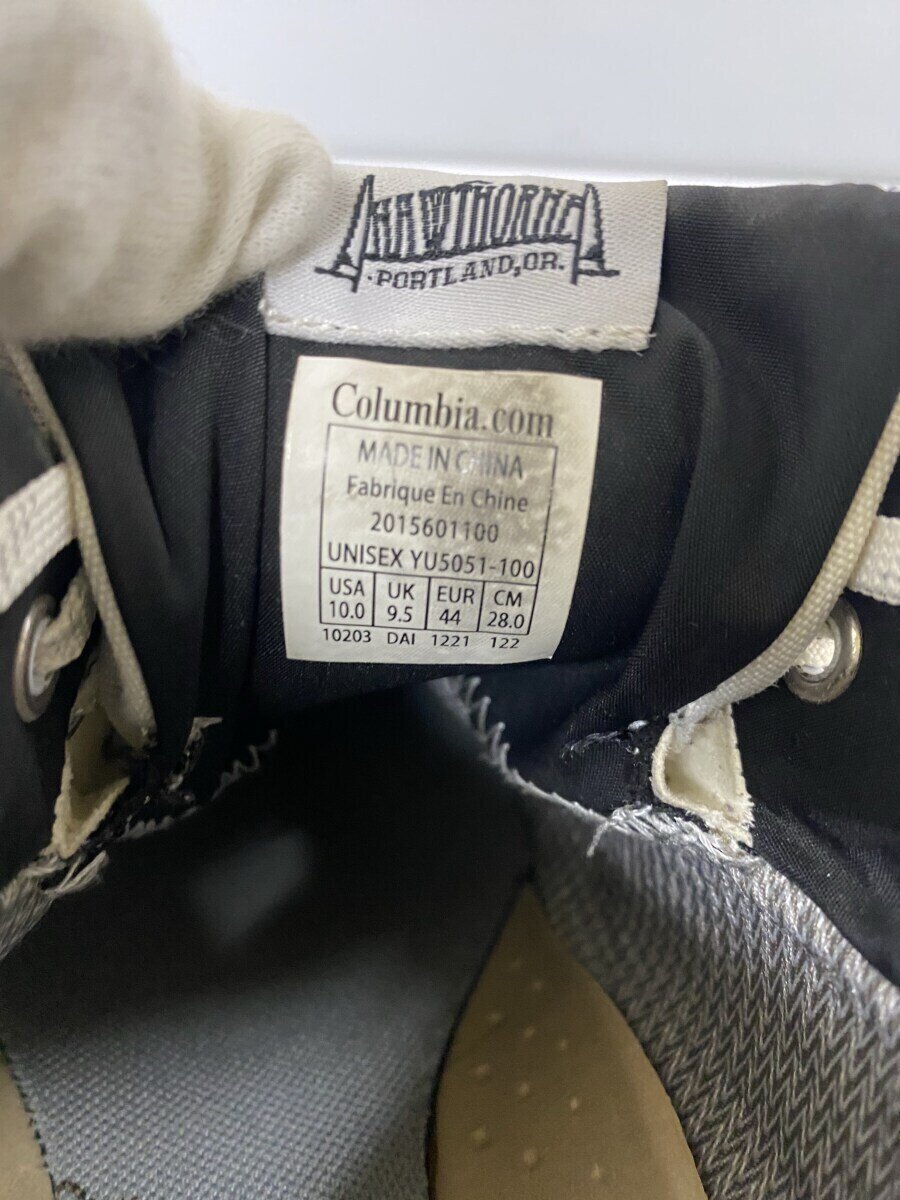 HAWTHORNE
·PORTLAND, OR.·
Columbia.com
MADE IN CHINA
Fabrique En Chine
2015601100
UNISEX YU5051-100
USA UK EUR CM
10.0 9.5 44 28.0
10203 DAI 1221 122